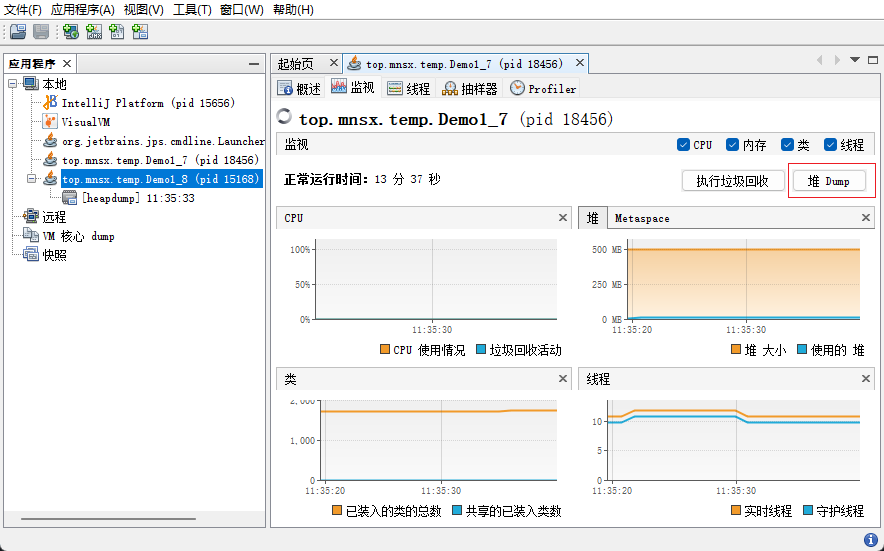 文件(F) 应用程序(A) 视图(V) 工具(T) 窗口(W) 帮助(H)
应用程序
本地
IntelliJ Platform (pid 15656)
VisualVM
org.jetbrains.jps.cmdline.Launcher
top.mnsx.temp.Demo1_7 (pid 18456)
top.mnsx.temp.Demo1_8 (pid 15168)
[heapdump] 11:35:33
远程
VM 核心 dump
快照
起始页 top.mnsx.temp.Demo1_7 (pid 18456)
概述 监视 线程 抽样器 Profiler
top.mnsx.temp.Demo1_7 (pid 18456)
监视 CPU 内存 类 线程
正常运行时间：13 分 37 秒 执行垃圾回收 堆 Dump
CPU
100%
50%
0%
11:35:30
CPU 使用情况 垃圾回收活动
堆 Metaspace
500 MB
250 MB
0 MB
11:35:20 11:35:30
堆 大小 使用的 堆
类
2,000
1,000
0
11:35:20 11:35:30
已装入的类的总数 共享的已装入类数
线程
10
5
0
11:35:20 11:35:30
实时线程 守护线程